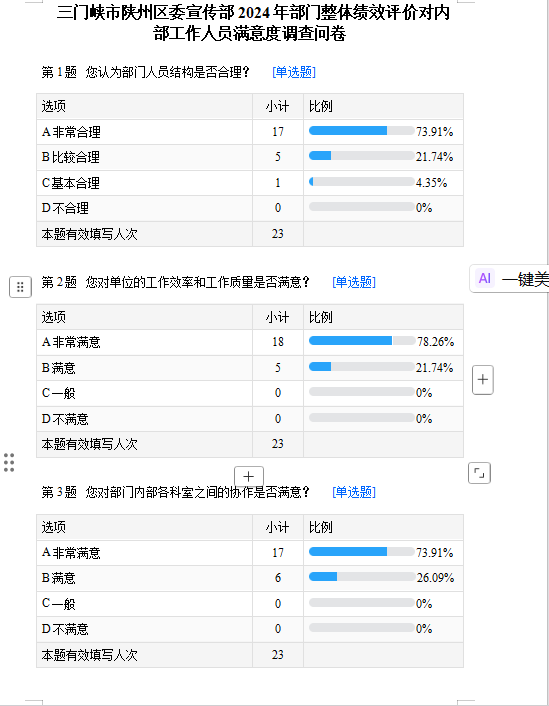 三门峡市陕州区委宣传部 2024 年部门整体绩效评价对内
部工作人员满意度调查问卷
第 1 题 您认为部门人员结构是否合理？ [单选题]
选项 小计 比例
A 非常合理 17 73.91%
B 比较合理 5 21.74%
C 基本合理 1 4.35%
D 不合理 0 0%
本题有效填写人次 23
第 2 题 您对单位的工作效率和工作质量是否满意？ [单选题]
AI 一键美
选项 小计 比例
A 非常满意 18 78.26%
B 满意 5 21.74%
C 一般 0 0%
D 不满意 0 0%
本题有效填写人次 23
第 3 题 您对部门内部各科室之间的协作是否满意？ [单选题]
选项 小计 比例
A 非常满意 17 73.91%
B 满意 6 26.09%
C 一般 0 0%
D 不满意 0 0%
本题有效填写人次 23